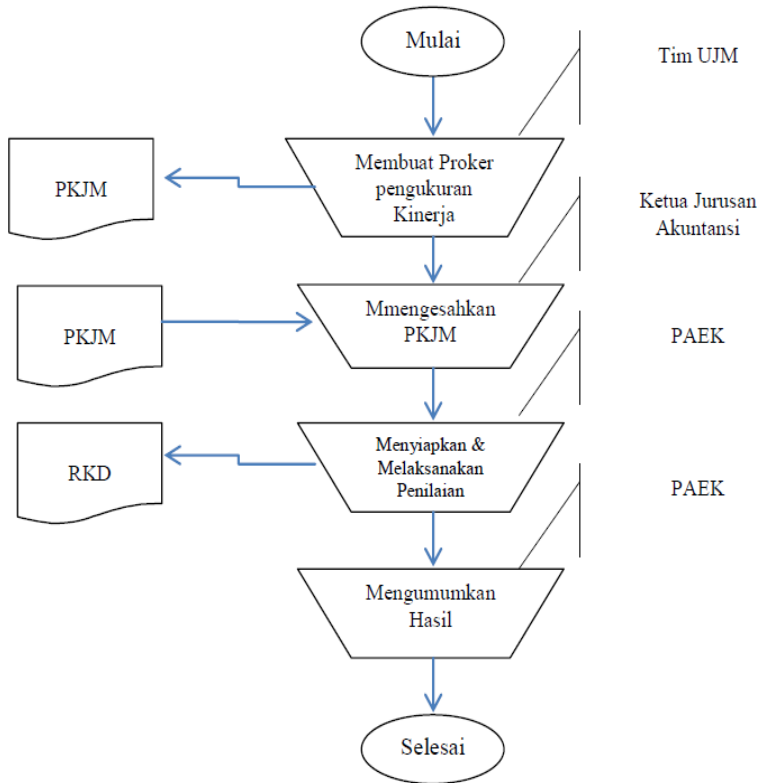 Mulai
Tim UJM
PKJM
Membuat Proker
pengukuran
Kinerja
Ketua Jurusan
Akuntansi
PKJM
Mmengesahkan
PKJM
PAEK
RKD
Menyiapkan &
Melaksanakan
Penilaian
PAEK
Mengumumkan
Hasil
Selesai